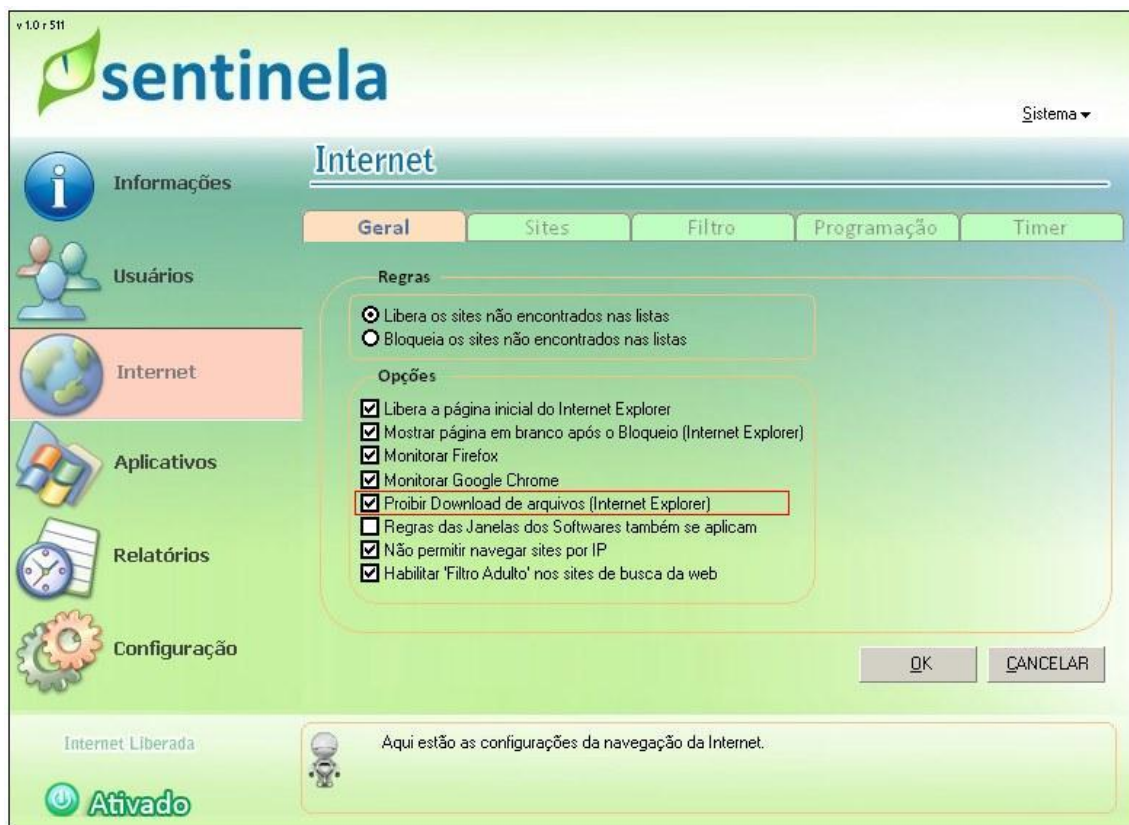 v 1.0 r 511
sentinela
Sistema
Internet
Informações
Usuários
Internet
Aplicativos
Relatórios
Configuração
Geral
Sites
Filtro
Programação
Timer
Regras
Libera os sites não encontrados nas listas
Bloqueia os sites não encontrados nas listas
Opções
Libera a página inicial do Internet Explorer
Mostrar página em branco após o Bloqueio (Internet Explorer)
Monitorar Firefox
Monitorar Google Chrome
Proibir Download de arquivos (Internet Explorer)
Regras das Janelas dos Softwares também se aplicam
Não permitir navegar sites por IP
Habilitar 'Filtro Adulto' nos sites de busca da web
OK
CANCELAR
Internet Liberada
Ativado
Aqui estão as configurações da navegação da Internet.